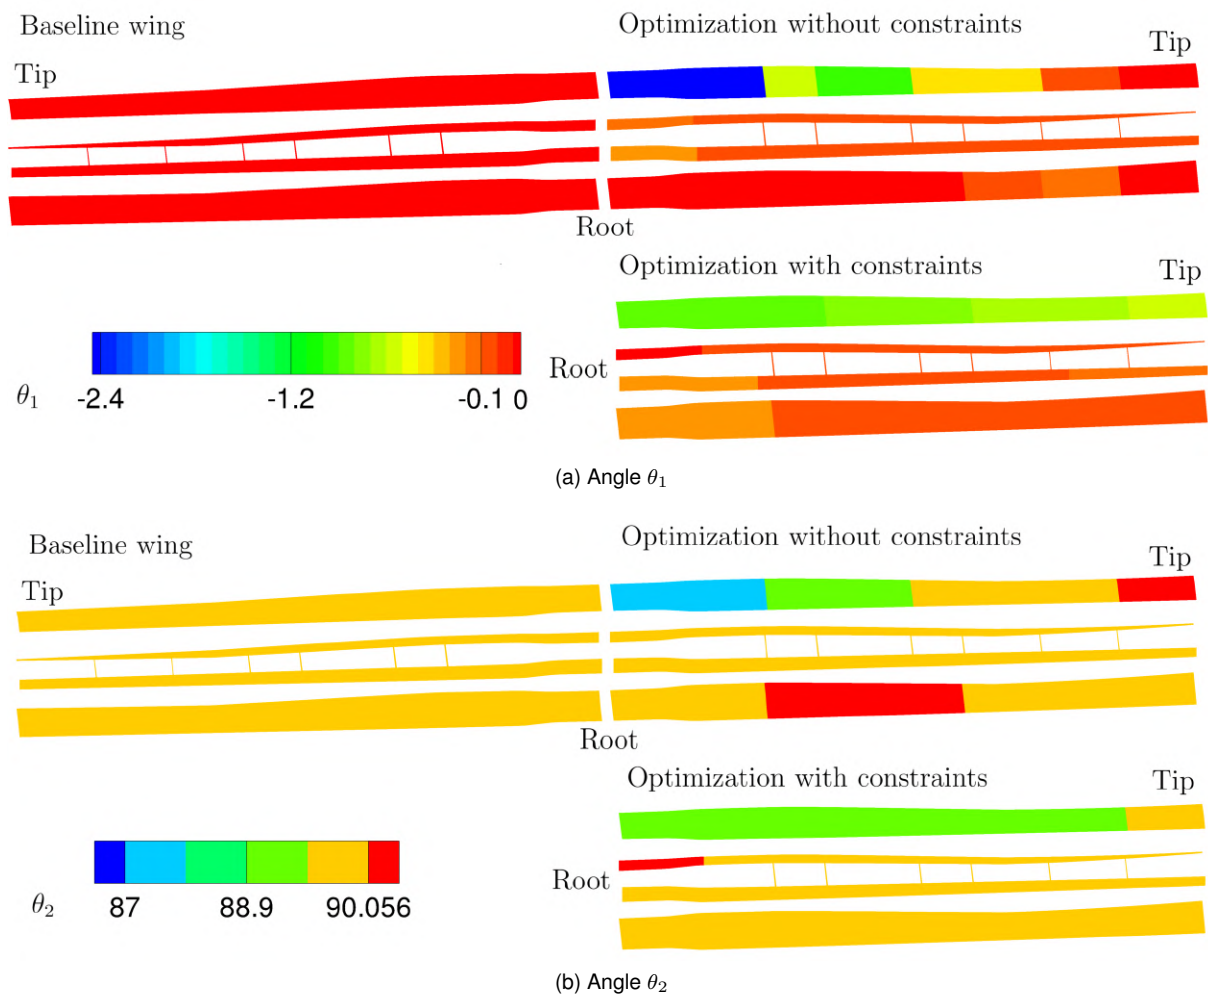 Baseline wing
Optimization without constraints
Tip
Tip
Root
Optimization with constraints
Tip
Root
θ1
-2.4
-1.2
-0.1 0
(a) Angle θ1
Baseline wing
Optimization without constraints
Tip
Tip
Root
Optimization with constraints
Tip
Root
θ2
87
88.9
90.056
(b) Angle θ2